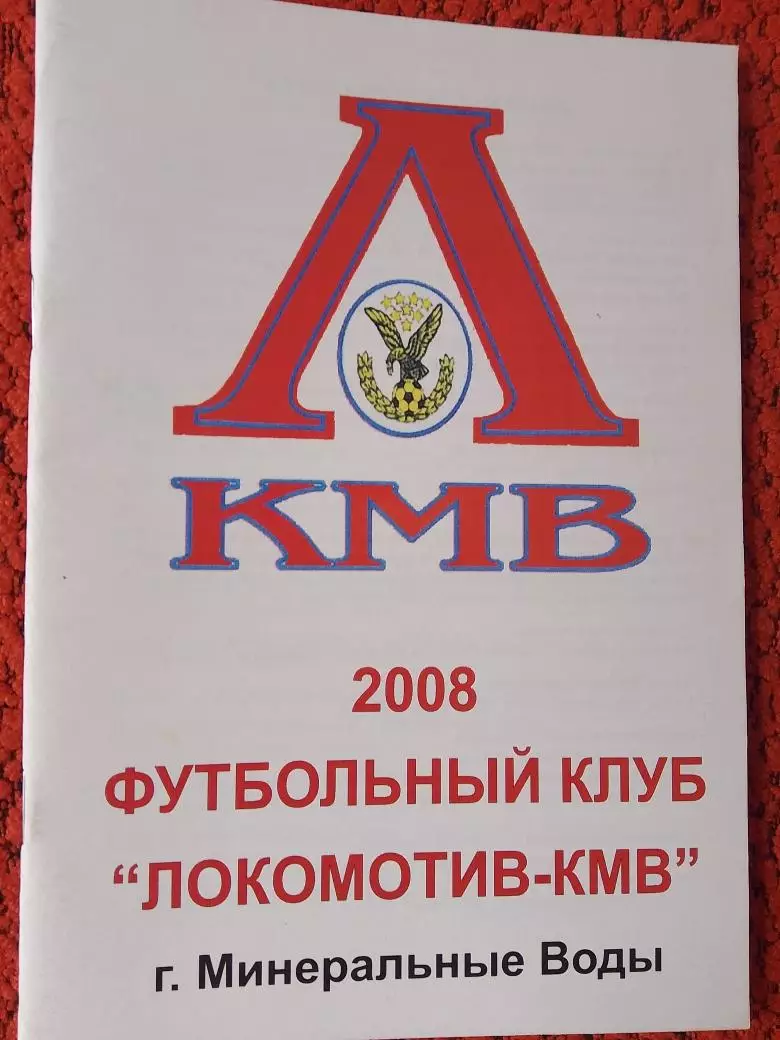 Л
КМВ
2008
ФУТБОЛЬНЫЙ КЛУБ
“ЛОКОМОТИВ-КМВ”
г. Минеральные Воды